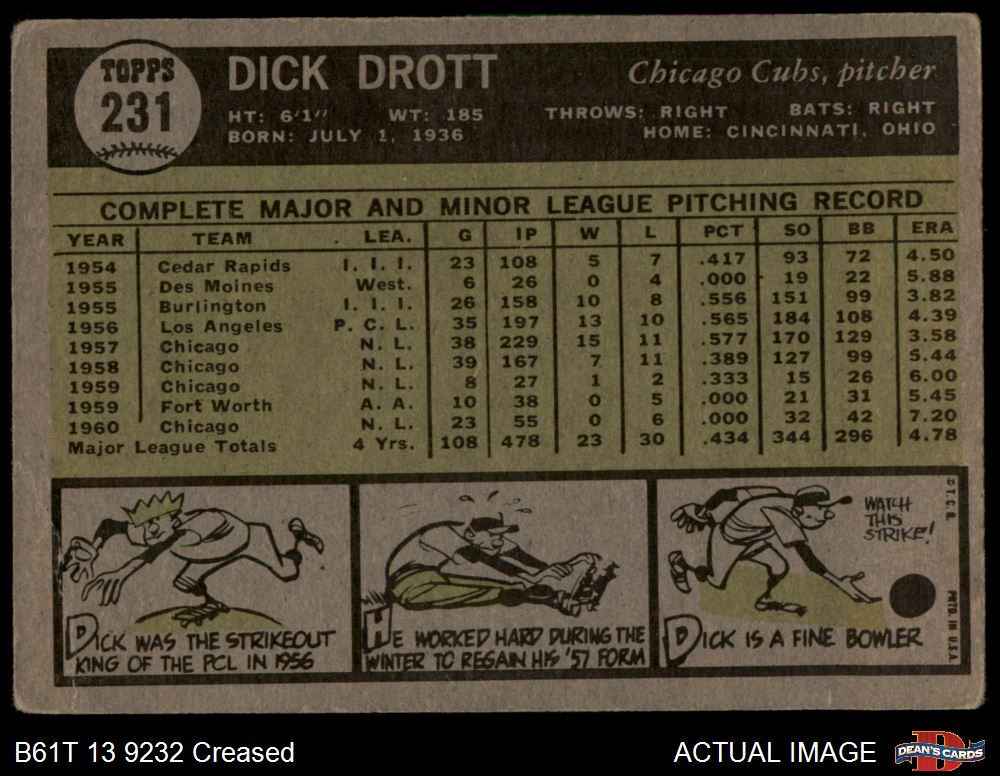 TOPPS
231
DICK DROTT
Chicago Cubs, pitcher
HT: 6'1" WT: 185 THROWS: RIGHT BATS: RIGHT
BORN: JULY 1, 1936 HOME: CINCINNATI, OHIO
COMPLETE MAJOR AND MINOR LEAGUE PITCHING RECORD
YEAR TEAM LEA. G IP W L PCT SO BB ERA
1954 Cedar Rapids I. I. I. 23 108 5 7 .417 93 72 4.50
1955 Des Moines West. 6 26 0 4 .000 19 22 5.88
1955 Burlington I. I. I. 26 158 10 8 .556 151 99 3.82
1956 Los Angeles P. C. L. 35 197 13 10 .565 184 108 4.39
1957 Chicago N. L. 38 229 15 11 .577 170 129 3.58
1958 Chicago N. L. 39 167 7 11 .389 127 99 5.44
1959 Chicago N. L. 8 27 1 2 .333 15 26 6.00
1959 Fort Worth A. A. 10 38 0 5 .000 21 31 5.45
1960 Chicago N. L. 23 55 0 6 .000 32 42 7.20
Major League Totals 4 Yrs. 108 478 23 30 .434 344 296 4.78
DICK WAS THE STRIKEOUT
KING OF THE PCL IN 1956
HE WORKED HARD DURING THE
WINTER TO REGAIN HIS '57 FORM
WATCH
THIS
STRIKE!
DICK IS A FINE BOWLER
© T. C. G.
PRTD. IN U.S.A.
B61T 13 9232 Creased
ACTUAL IMAGE
D
DEAN'S CARDS